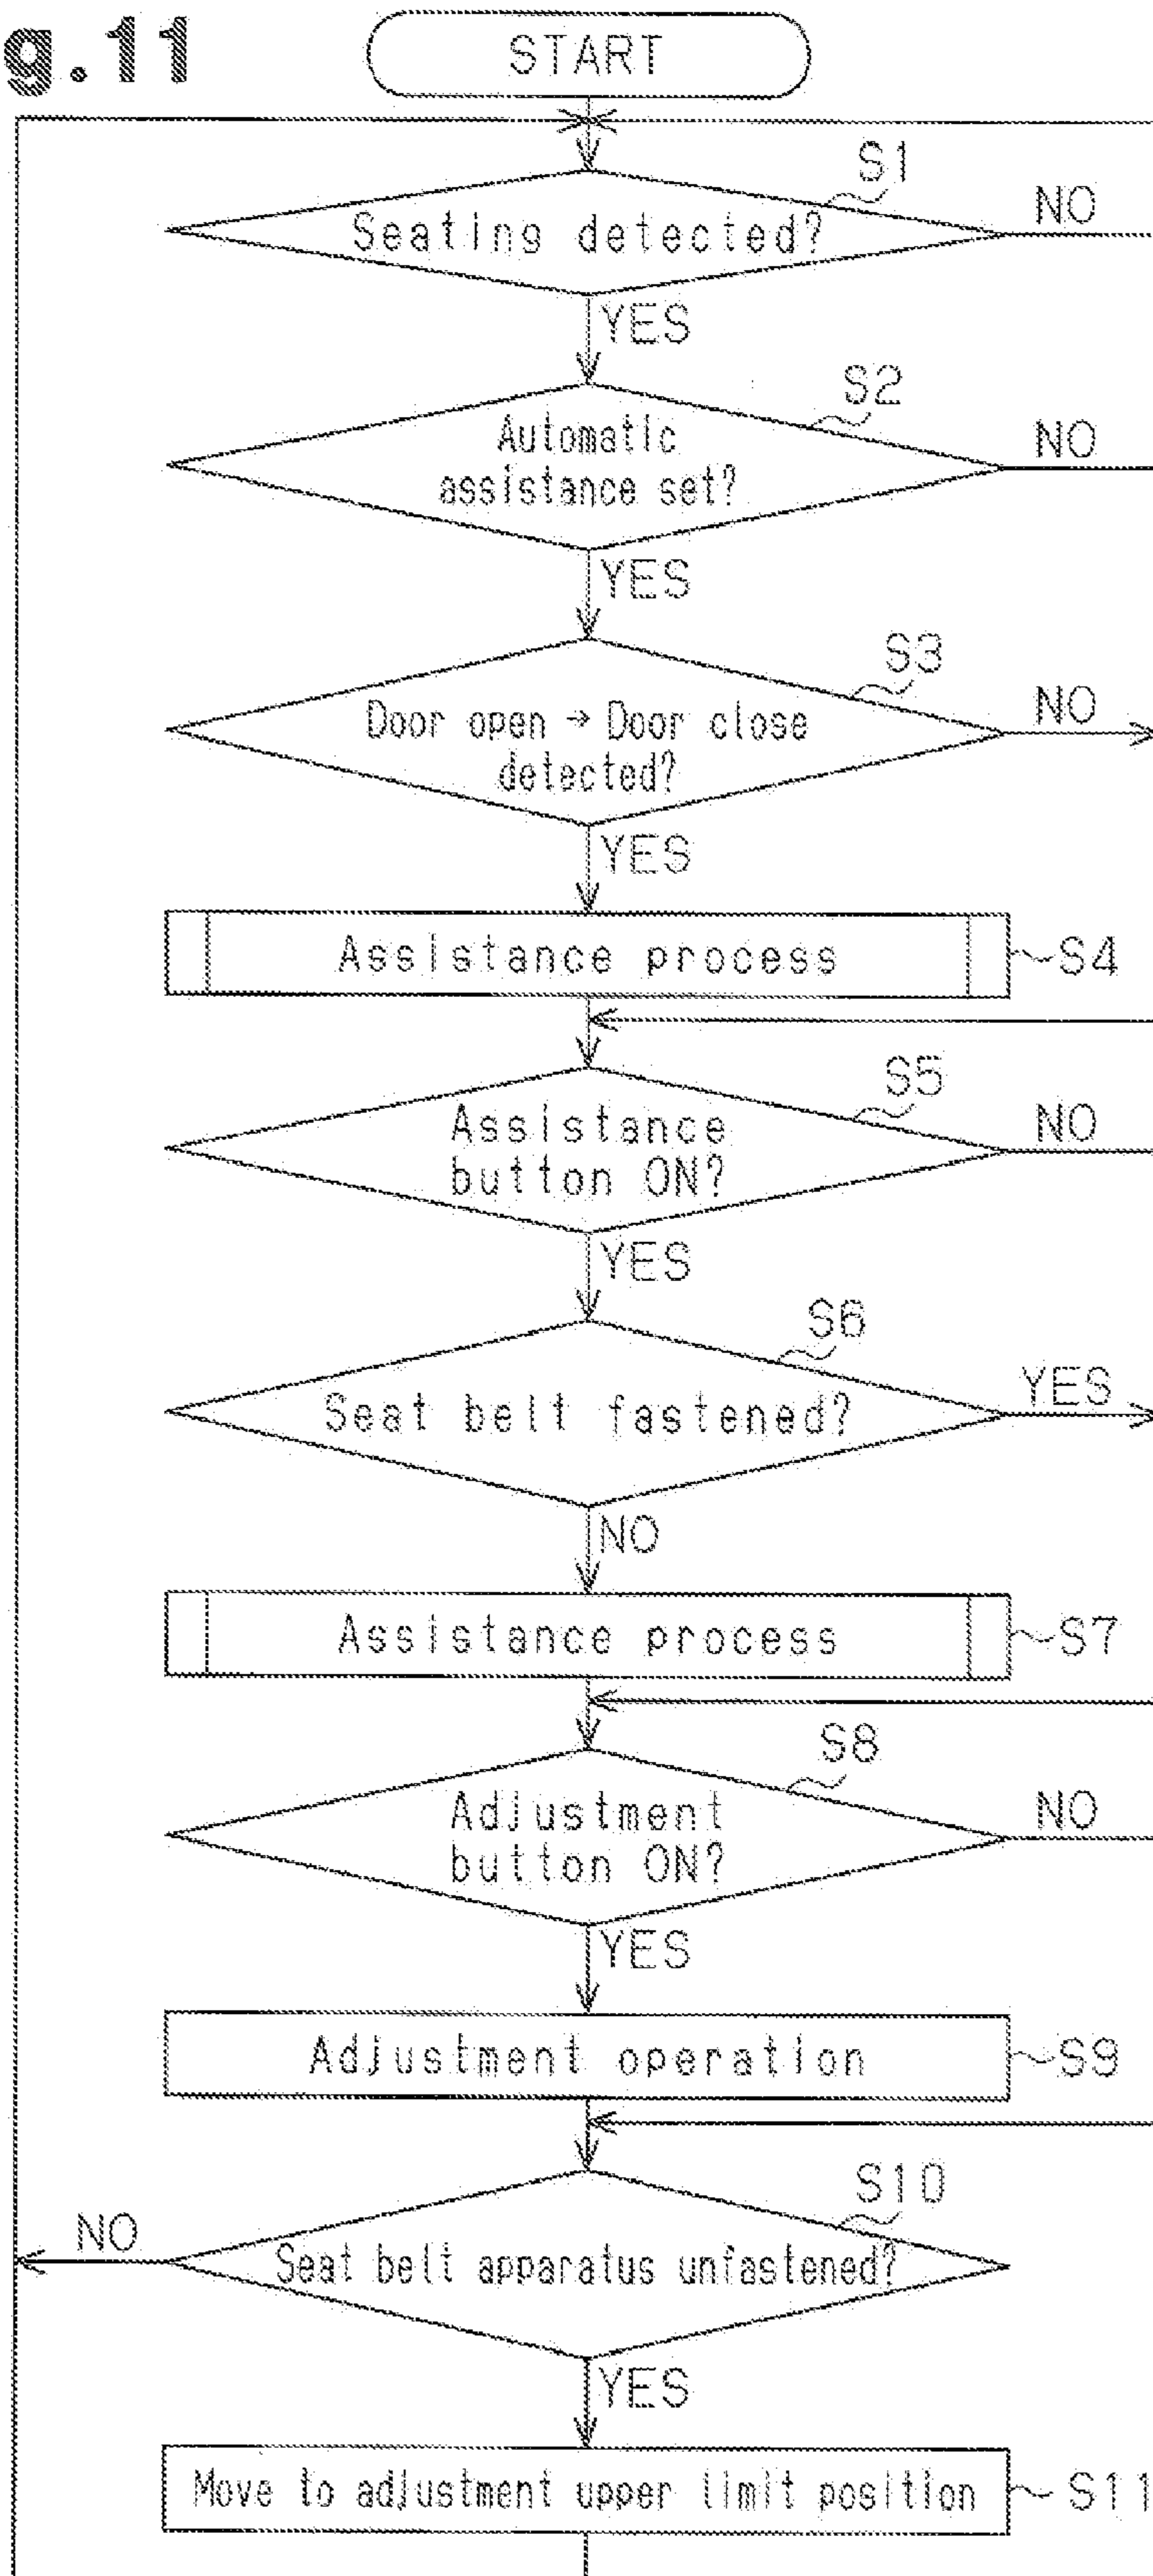 g.11
START
S1
Seating detected?
NO
YES
S2
Automatic
assistance set?
NO
YES
S3
Door open → Door close
detected?
NO
YES
Assistance process
S4
S5
Assistance
button ON?
NO
YES
S6
Seat belt fastened?
YES
NO
Assistance process
S7
S8
Adjustment
button ON?
NO
YES
Adjustment operation
S9
S10
NO
Seat belt apparatus unfastened?
YES
Move to adjustment upper limit position
S11